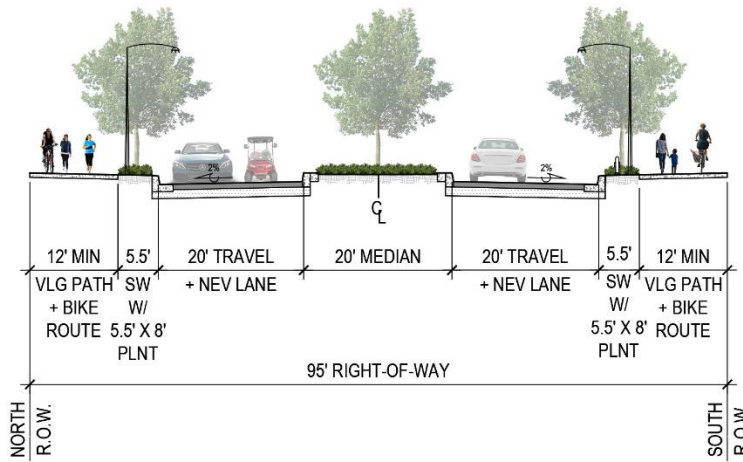 2%
2%
CL
12' MIN
5.5'
20' TRAVEL
20' MEDIAN
20' TRAVEL
5.5'
12' MIN
VLG PATH
+ BIKE
ROUTE
SW
W/
5.5' X 8'
PLNT
+ NEV LANE
+ NEV LANE
SW
W/
5.5' X 8'
PLNT
VLG PATH
+ BIKE
ROUTE
95' RIGHT-OF-WAY
NORTH
R.O.W.
SOUTH
R.O.W.